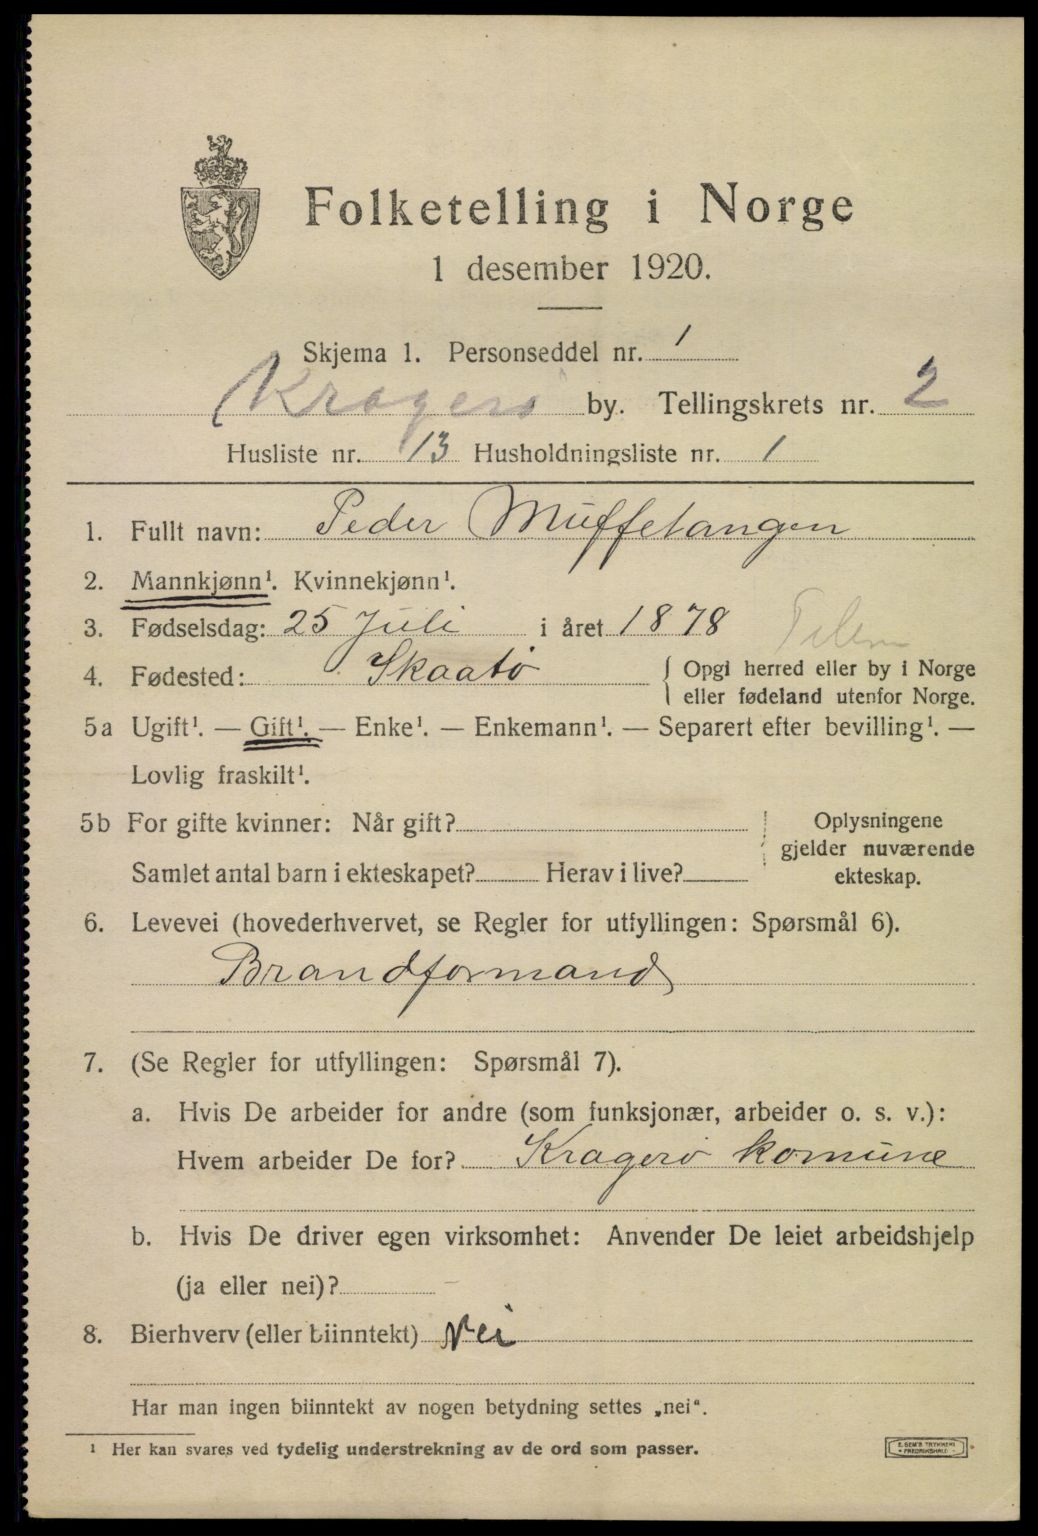 Folketelling i Norge
1 desember 1920.
Skjema 1. Personseddel nr. 1
Kragerø by. Tellingskrets nr. 2
Husliste nr. 13 Husholdningsliste nr. 1
1. Fullt navn: Peder Muffetangen
2. Mannkjønn¹. Kvinnekjønn¹.
3. Fødselsdag: 25 Juli i året 1878 Telem
4. Fødested: Skaatø { Opgi herred eller by i Norge
eller fødeland utenfor Norge.
5a Ugift¹. — Gift¹. — Enke¹. — Enkemann¹. — Separert efter bevilling¹. —
Lovlig fraskilt¹.
5b For gifte kvinner: Når gift? Oplysningene
gjelder nuværende
Samlet antal barn i ekteskapet? Herav i live? ekteskap.
6. Levevei (hovederhvervet, se Regler for utfyllingen: Spørsmål 6).
Brandformand
7. (Se Regler for utfyllingen: Spørsmål 7).
a. Hvis De arbeider for andre (som funksjonær, arbeider o. s. v.):
Hvem arbeider De for? Kragerø komune
b. Hvis De driver egen virksomhet: Anvender De leiet arbeidshjelp
(ja eller nei)? —
8. Bierhverv (eller biinntekt) Nei
Har man ingen biinntekt av nogen betydning settes „nei“.
¹ Her kan svares ved tydelig understrekning av de ord som passer.
E. SEM'S TRYKKERI
FREDRIKSHALD